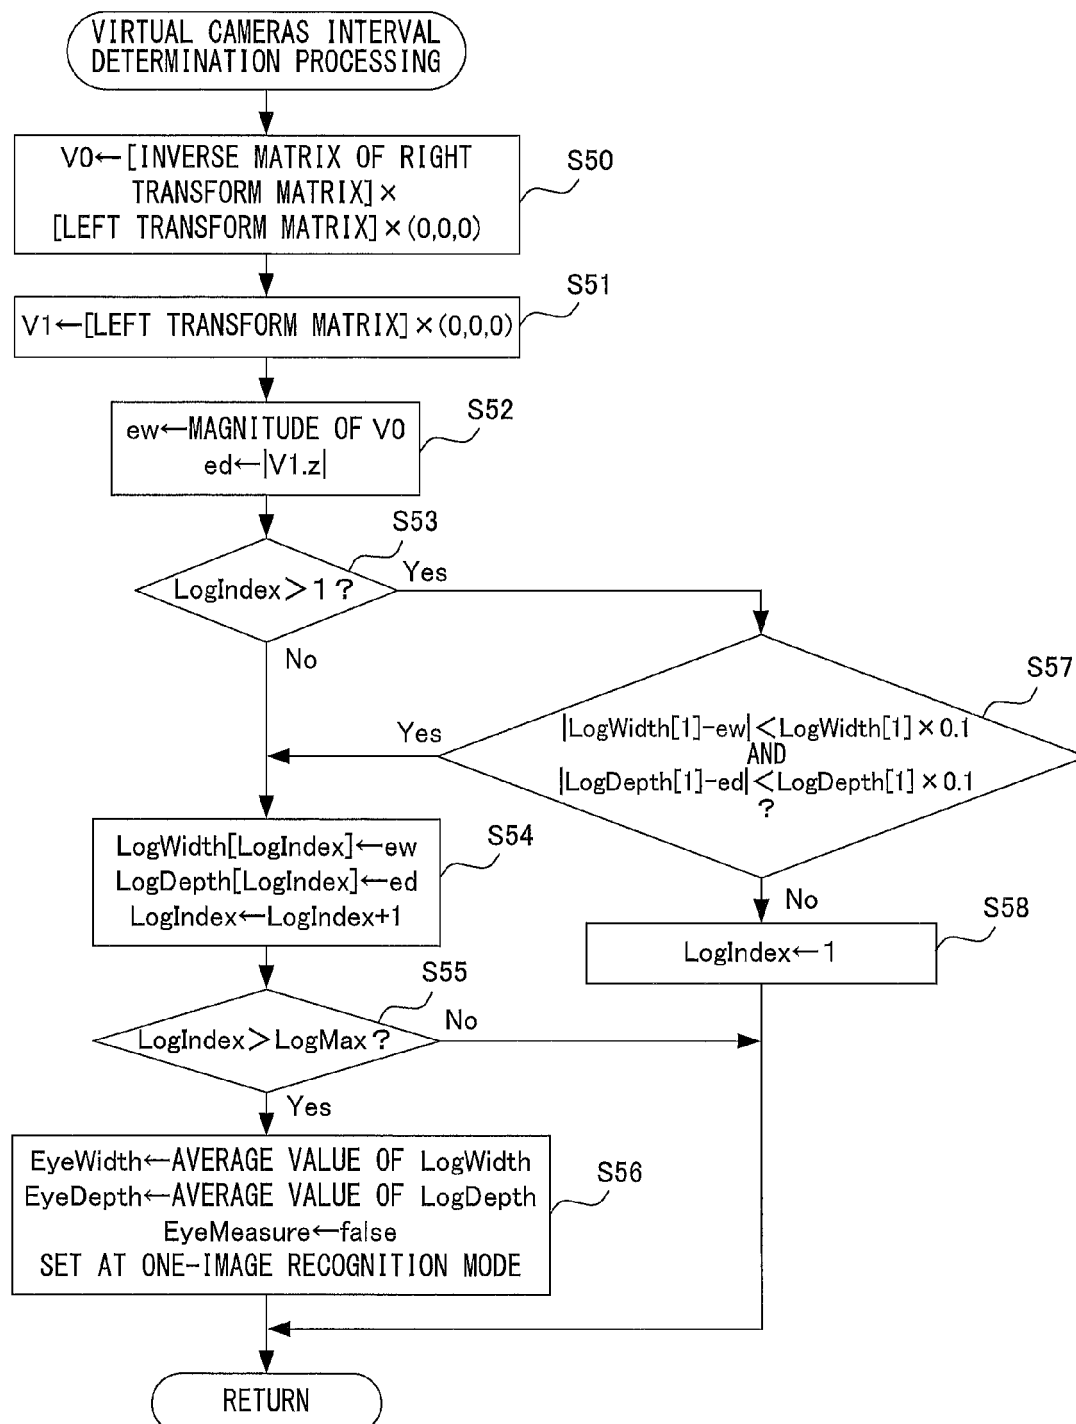 VIRTUAL CAMERAS INTERVAL
DETERMINATION PROCESSING
V0←[INVERSE MATRIX OF RIGHT
TRANSFORM MATRIX]×
[LEFT TRANSFORM MATRIX]×(0,0,0)
S50
V1←[LEFT TRANSFORM MATRIX]×(0,0,0)
S51
ew←MAGNITUDE OF V0
ed←|V1.z|
S52
LogIndex>1?
S53
Yes
No
|LogWidth[1]-ew|<LogWidth[1]×0.1
AND
|LogDepth[1]-ed|<LogDepth[1]×0.1
?
S57
Yes
No
LogWidth[LogIndex]←ew
LogDepth[LogIndex]←ed
LogIndex←LogIndex+1
S54
LogIndex←1
S58
LogIndex>LogMax?
S55
No
Yes
EyeWidth←AVERAGE VALUE OF LogWidth
EyeDepth←AVERAGE VALUE OF LogDepth
EyeMeasure←false
SET AT ONE-IMAGE RECOGNITION MODE
S56
RETURN